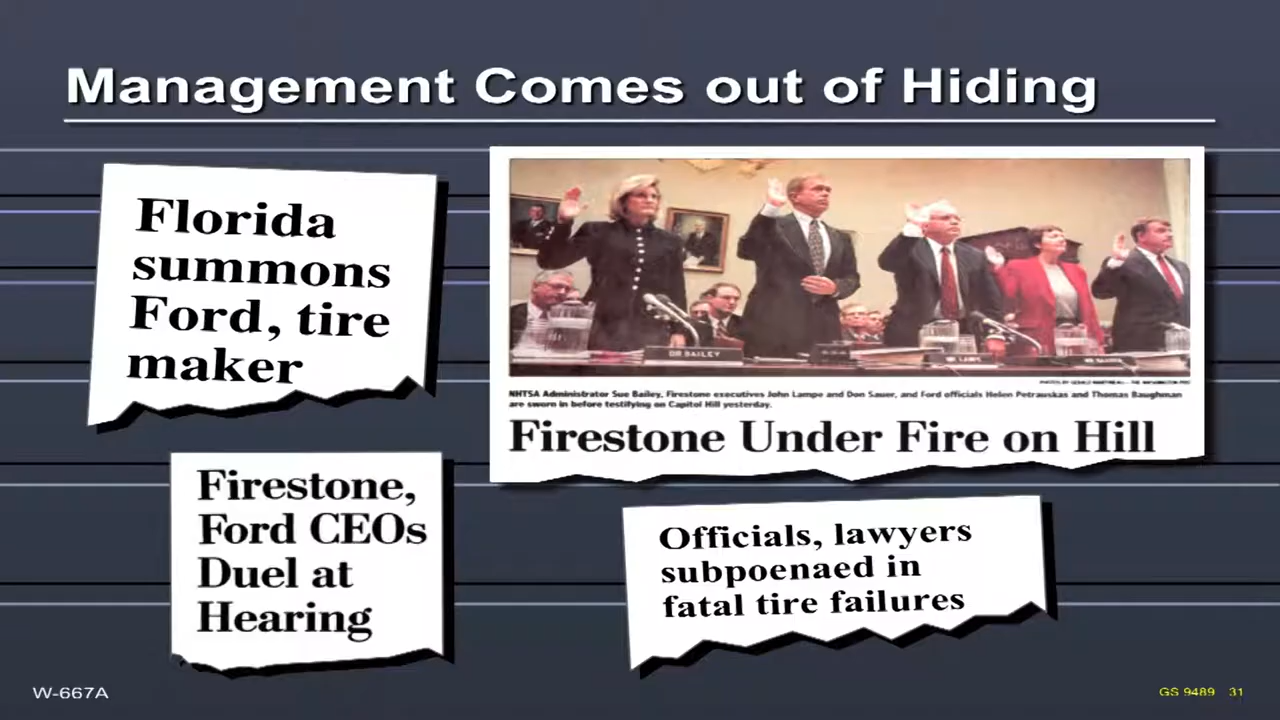 Management Comes out of Hiding
Florida
summons
Ford, tire
maker
DR BAILEY
NHTSA Administrator Sue Bailey, Firestone executives John Lampe and Don Sauer, and Ford officials Helen Petrauskas and Thomas Baughman
are sworn in before testifying on Capitol Hill yesterday.
Firestone Under Fire on Hill
Firestone,
Ford CEOs
Duel at
Hearing
Officials, lawyers
subpoenaed in
fatal tire failures
W-667A
GS 9489 31